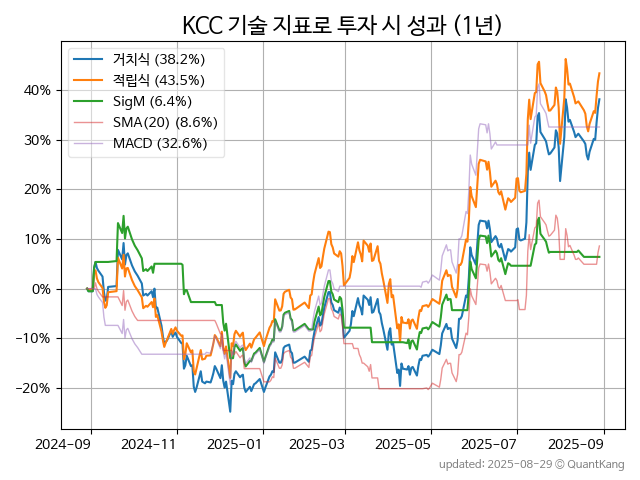 KCC 기술 지표로 투자 시 성과 (1년)
거치식 (38.2%)
적립식 (43.5%)
SigM (6.4%)
SMA(20) (8.6%)
MACD (32.6%)
40%
30%
20%
10%
0%
−10%
−20%
2024-09 2024-11 2025-01 2025-03 2025-05 2025-07 2025-09
updated: 2025-08-29 © QuantKang